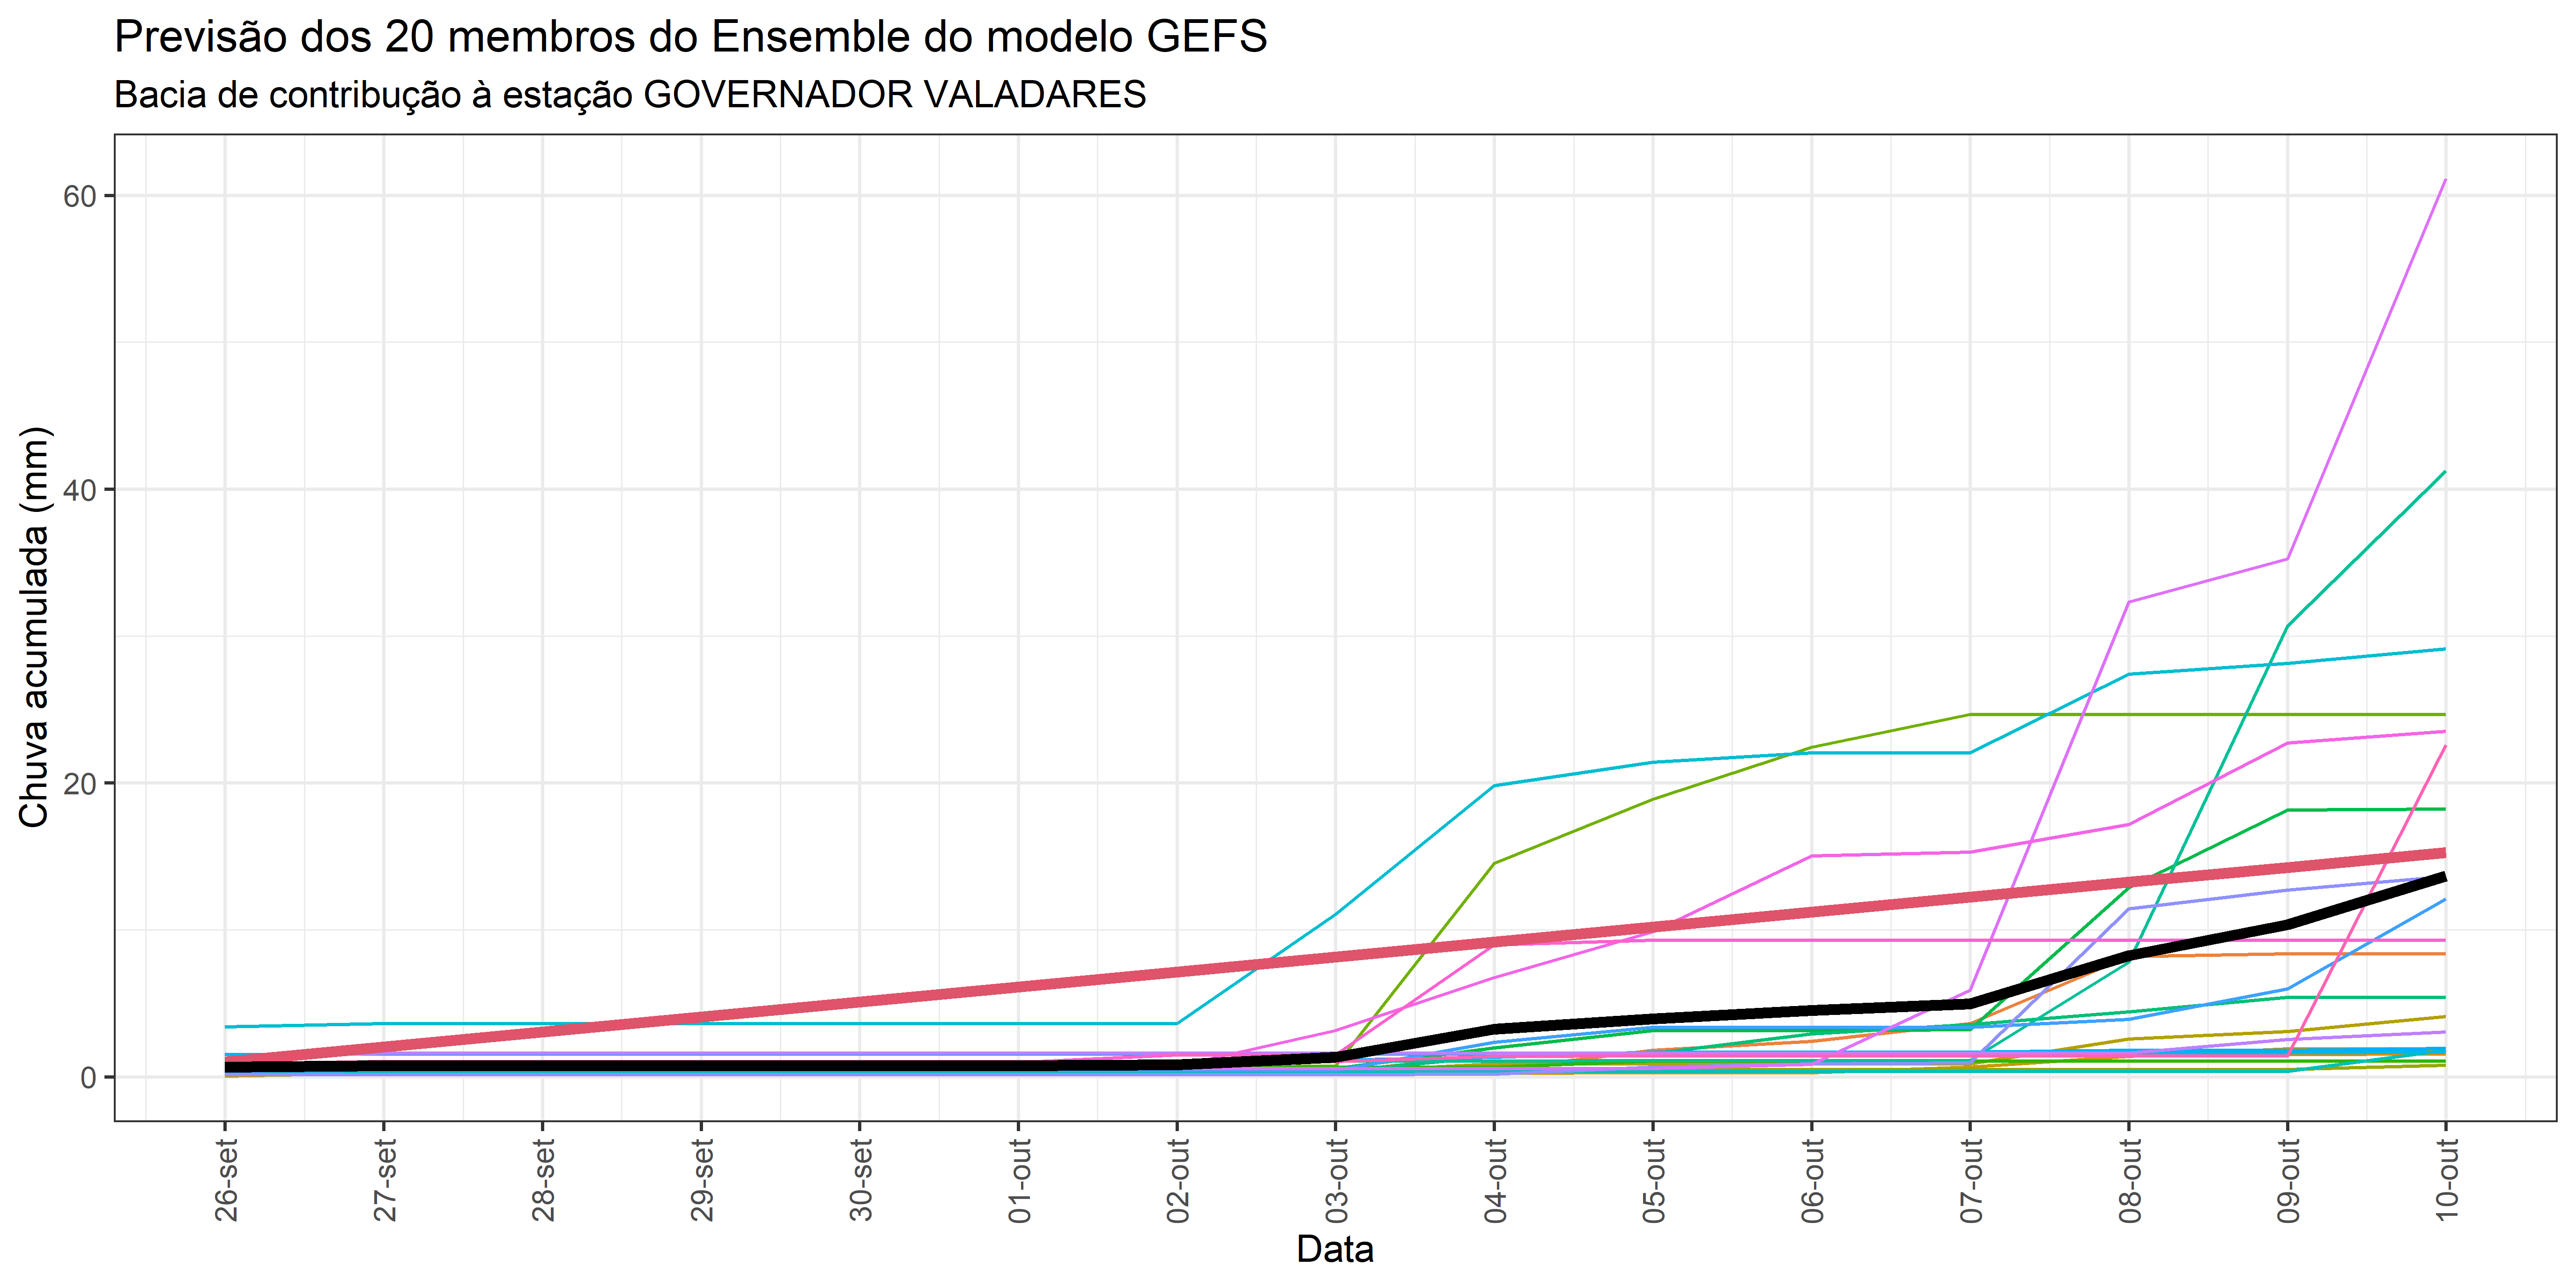 Previsão dos 20 membros do Ensemble do modelo GEFS
Bacia de contribução à estação GOVERNADOR VALADARES
Chuva acumulada (mm)
60
40
20
0
26-set
27-set
28-set
29-set
30-set
01-out
02-out
03-out
04-out
05-out
06-out
07-out
08-out
09-out
10-out
Data